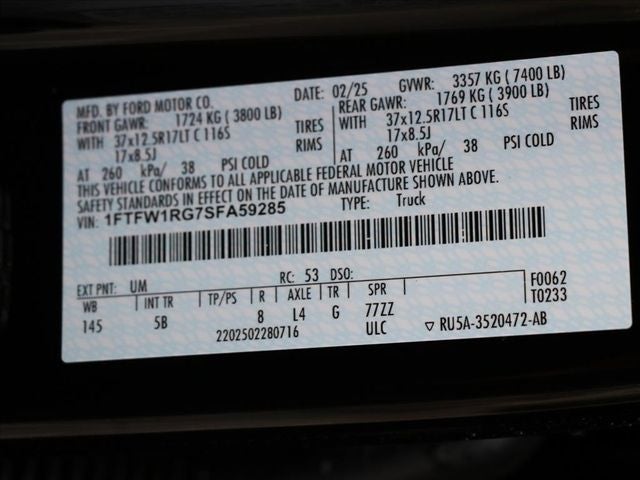 MFD. BY FORD MOTOR CO. DATE: 02/25 GVWR: 3357 KG ( 7400 LB)
FRONT GAWR: 1724 KG ( 3800 LB) REAR GAWR: 1769 KG ( 3900 LB)
WITH 37x12.5R17LT C 116S TIRES WITH 37x12.5R17LT C 116S TIRES
17x8.5J RIMS 17x8.5J RIMS
AT 260 kPa/ 38 PSI COLD AT 260 kPa/ 38 PSI COLD
THIS VEHICLE CONFORMS TO ALL APPLICABLE FEDERAL MOTOR VEHICLE
SAFETY STANDARDS IN EFFECT ON THE DATE OF MANUFACTURE SHOWN ABOVE.
VIN: 1FTFW1RG7SFA59285 TYPE: Truck
EXT PNT: UM RC: 53 DSO: F0062
WB INT TR TP/PS R AXLE TR SPR T0233
145 5B 8 L4 G 77ZZ
2202502280716 ULC ▽ RU5A-3520472-AB